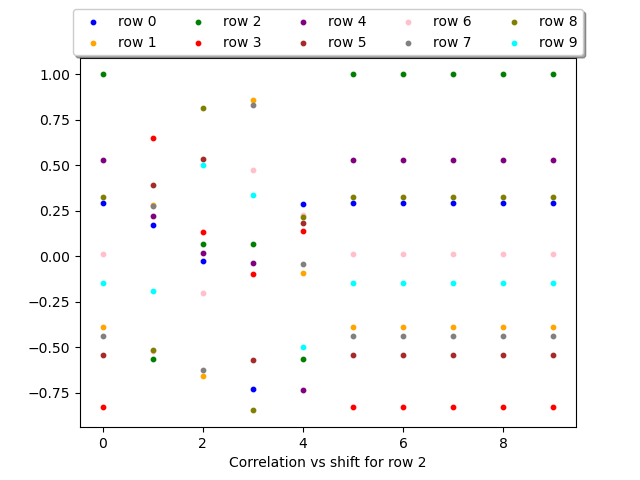 row 0 row 2 row 4 row 6 row 8
row 1 row 3 row 5 row 7 row 9
1.00
0.75
0.50
0.25
0.00
−0.25
−0.50
−0.75
0 2 4 6 8
Correlation vs shift for row 2